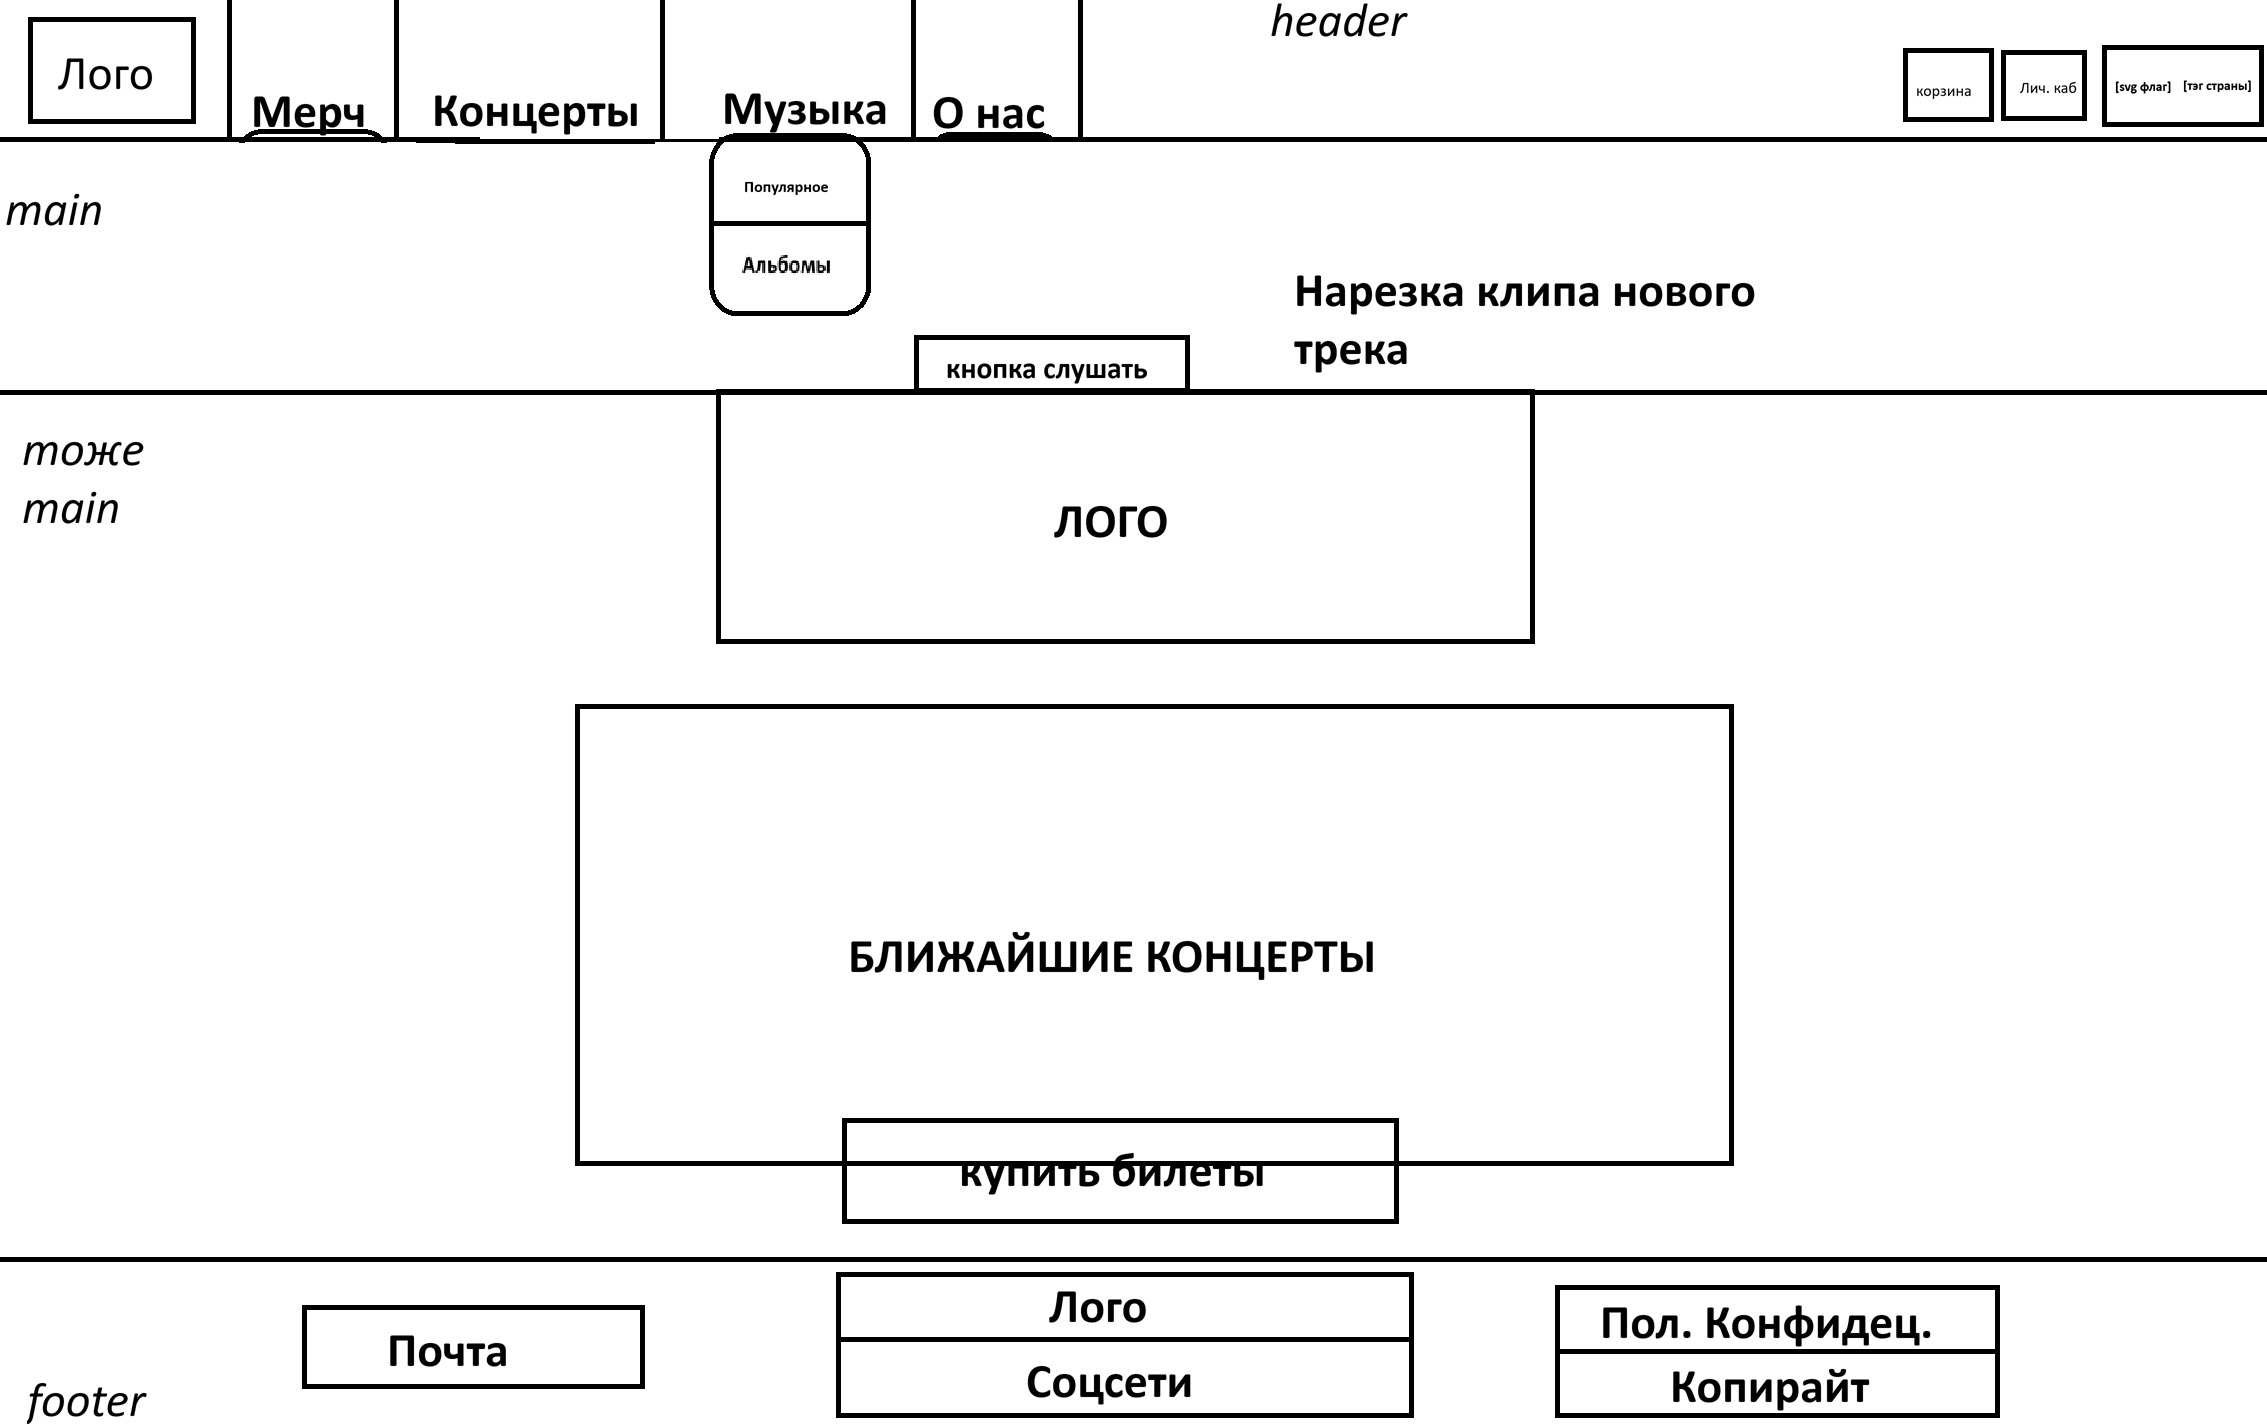 header
Лого
Мерч
Концерты
Музыка
О нас
корзина
Лич. каб
[svg флаг] [тэг страны]
main
Популярное
Альбомы
Нарезка клипа нового
трека
кнопка слушать
тоже
main
ЛОГО
БЛИЖАЙШИЕ КОНЦЕРТЫ
купить билеты
Почта
Лого
Соцсети
Пол. Конфидец.
Копирайт
footer